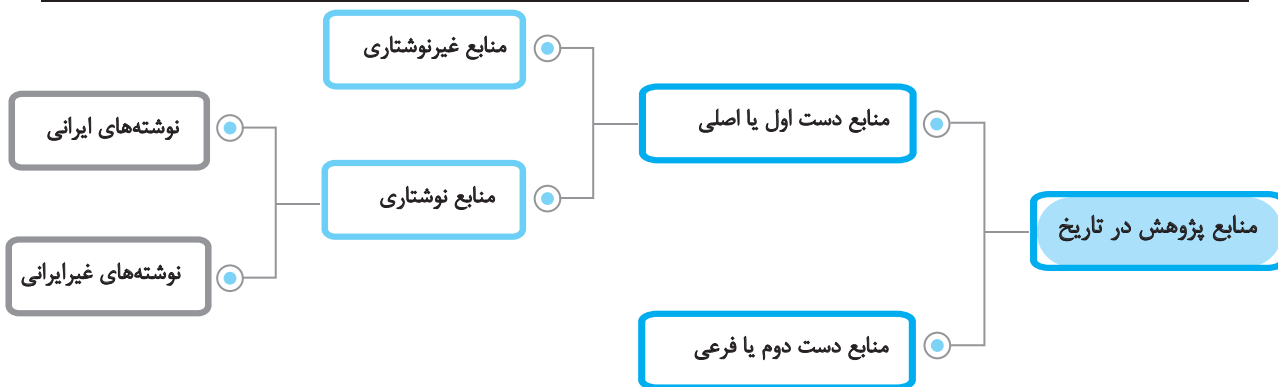 منابع پژوهش در تاریخ
منابع دست اول یا اصلی
منابع غیرنوشتاری
منابع نوشتاری
نوشته‌های ایرانی
نوشته‌های غیرایرانی
منابع دست دوم یا فرعی